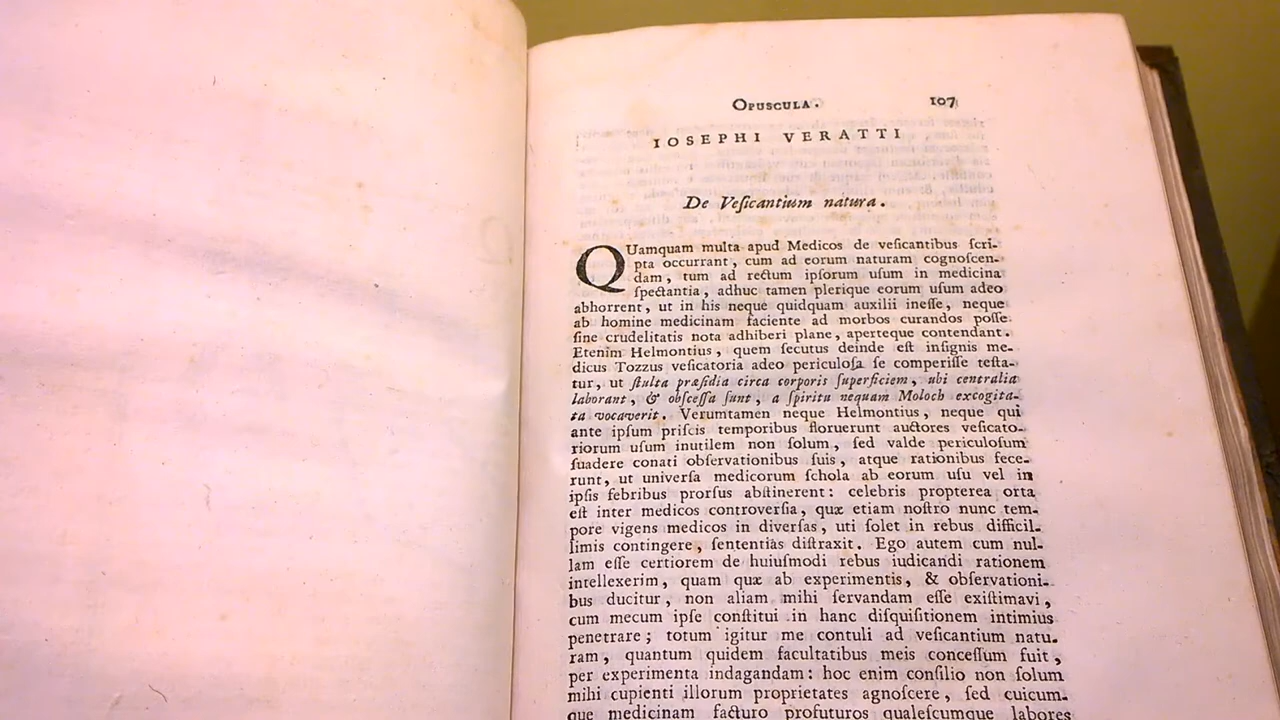 Opuscula. 107
IOSEPHI VERATTI
De Veſicantium natura.
QUamquam multa apud Medicos de veſicantibus ſcri-
pta occurrant, cum ad eorum naturam cognoſcen-
dam, tum ad rectum ipſorum uſum in medicina
ſpectantia, adhuc tamen plerique eorum uſum adeo
abhorrent, ut in his neque quidquam auxilii ineſſe, neque
ab homine medicinam faciente ad morbos curandos poſſe
ſine crudelitatis nota adhiberi plane, aperteque contendant.
Etenim Helmontius, quem ſecutus deinde eſt inſignis me-
dicus Tozzus veſicatoria adeo periculoſa ſe comperiſſe teſta-
tur, ut ſtulta præſidia circa corporis ſuperficiem, ubi centralia
laborant, & obſceſſa ſunt, a ſpiritu nequam Moloch excogita-
ta vocaverit. Verumtamen neque Helmontius, neque qui
ante ipſum priſcis temporibus floruerunt auctores veſicato-
riorum uſum inutilem non ſolum, ſed valde periculoſum
ſuadere conati obſervationibus ſuis, atque rationibus fece-
runt, ut univerſa medicorum ſchola ab eorum uſu vel in
ipſis febribus prorſus abſtinerent: celebris propterea orta
eſt inter medicos controverſia, quæ etiam noſtro nunc tem-
pore vigens medicos in diverſas, uti ſolet in rebus difficil-
limis contingere, ſententias diſtraxit. Ego autem cum nul-
lam eſſe certiorem de huiuſmodi rebus iudicandi rationem
intellexerim, quam quæ ab experimentis, & obſervationi-
bus ducitur, non aliam mihi ſervandam eſſe exiſtimavi,
cum mecum ipſe conſtitui in hanc diſquiſitionem intimius
penetrare; totum igitur me contuli ad veſicantium natu-
ram, quantum quidem facultatibus meis conceſſum fuit,
per experimenta indagandam: hoc enim conſilio non ſolum
mihi cupienti illorum proprietates agnoſcere, ſed cuicum-
que medicinam facturo profuturos qualeſcumque labores